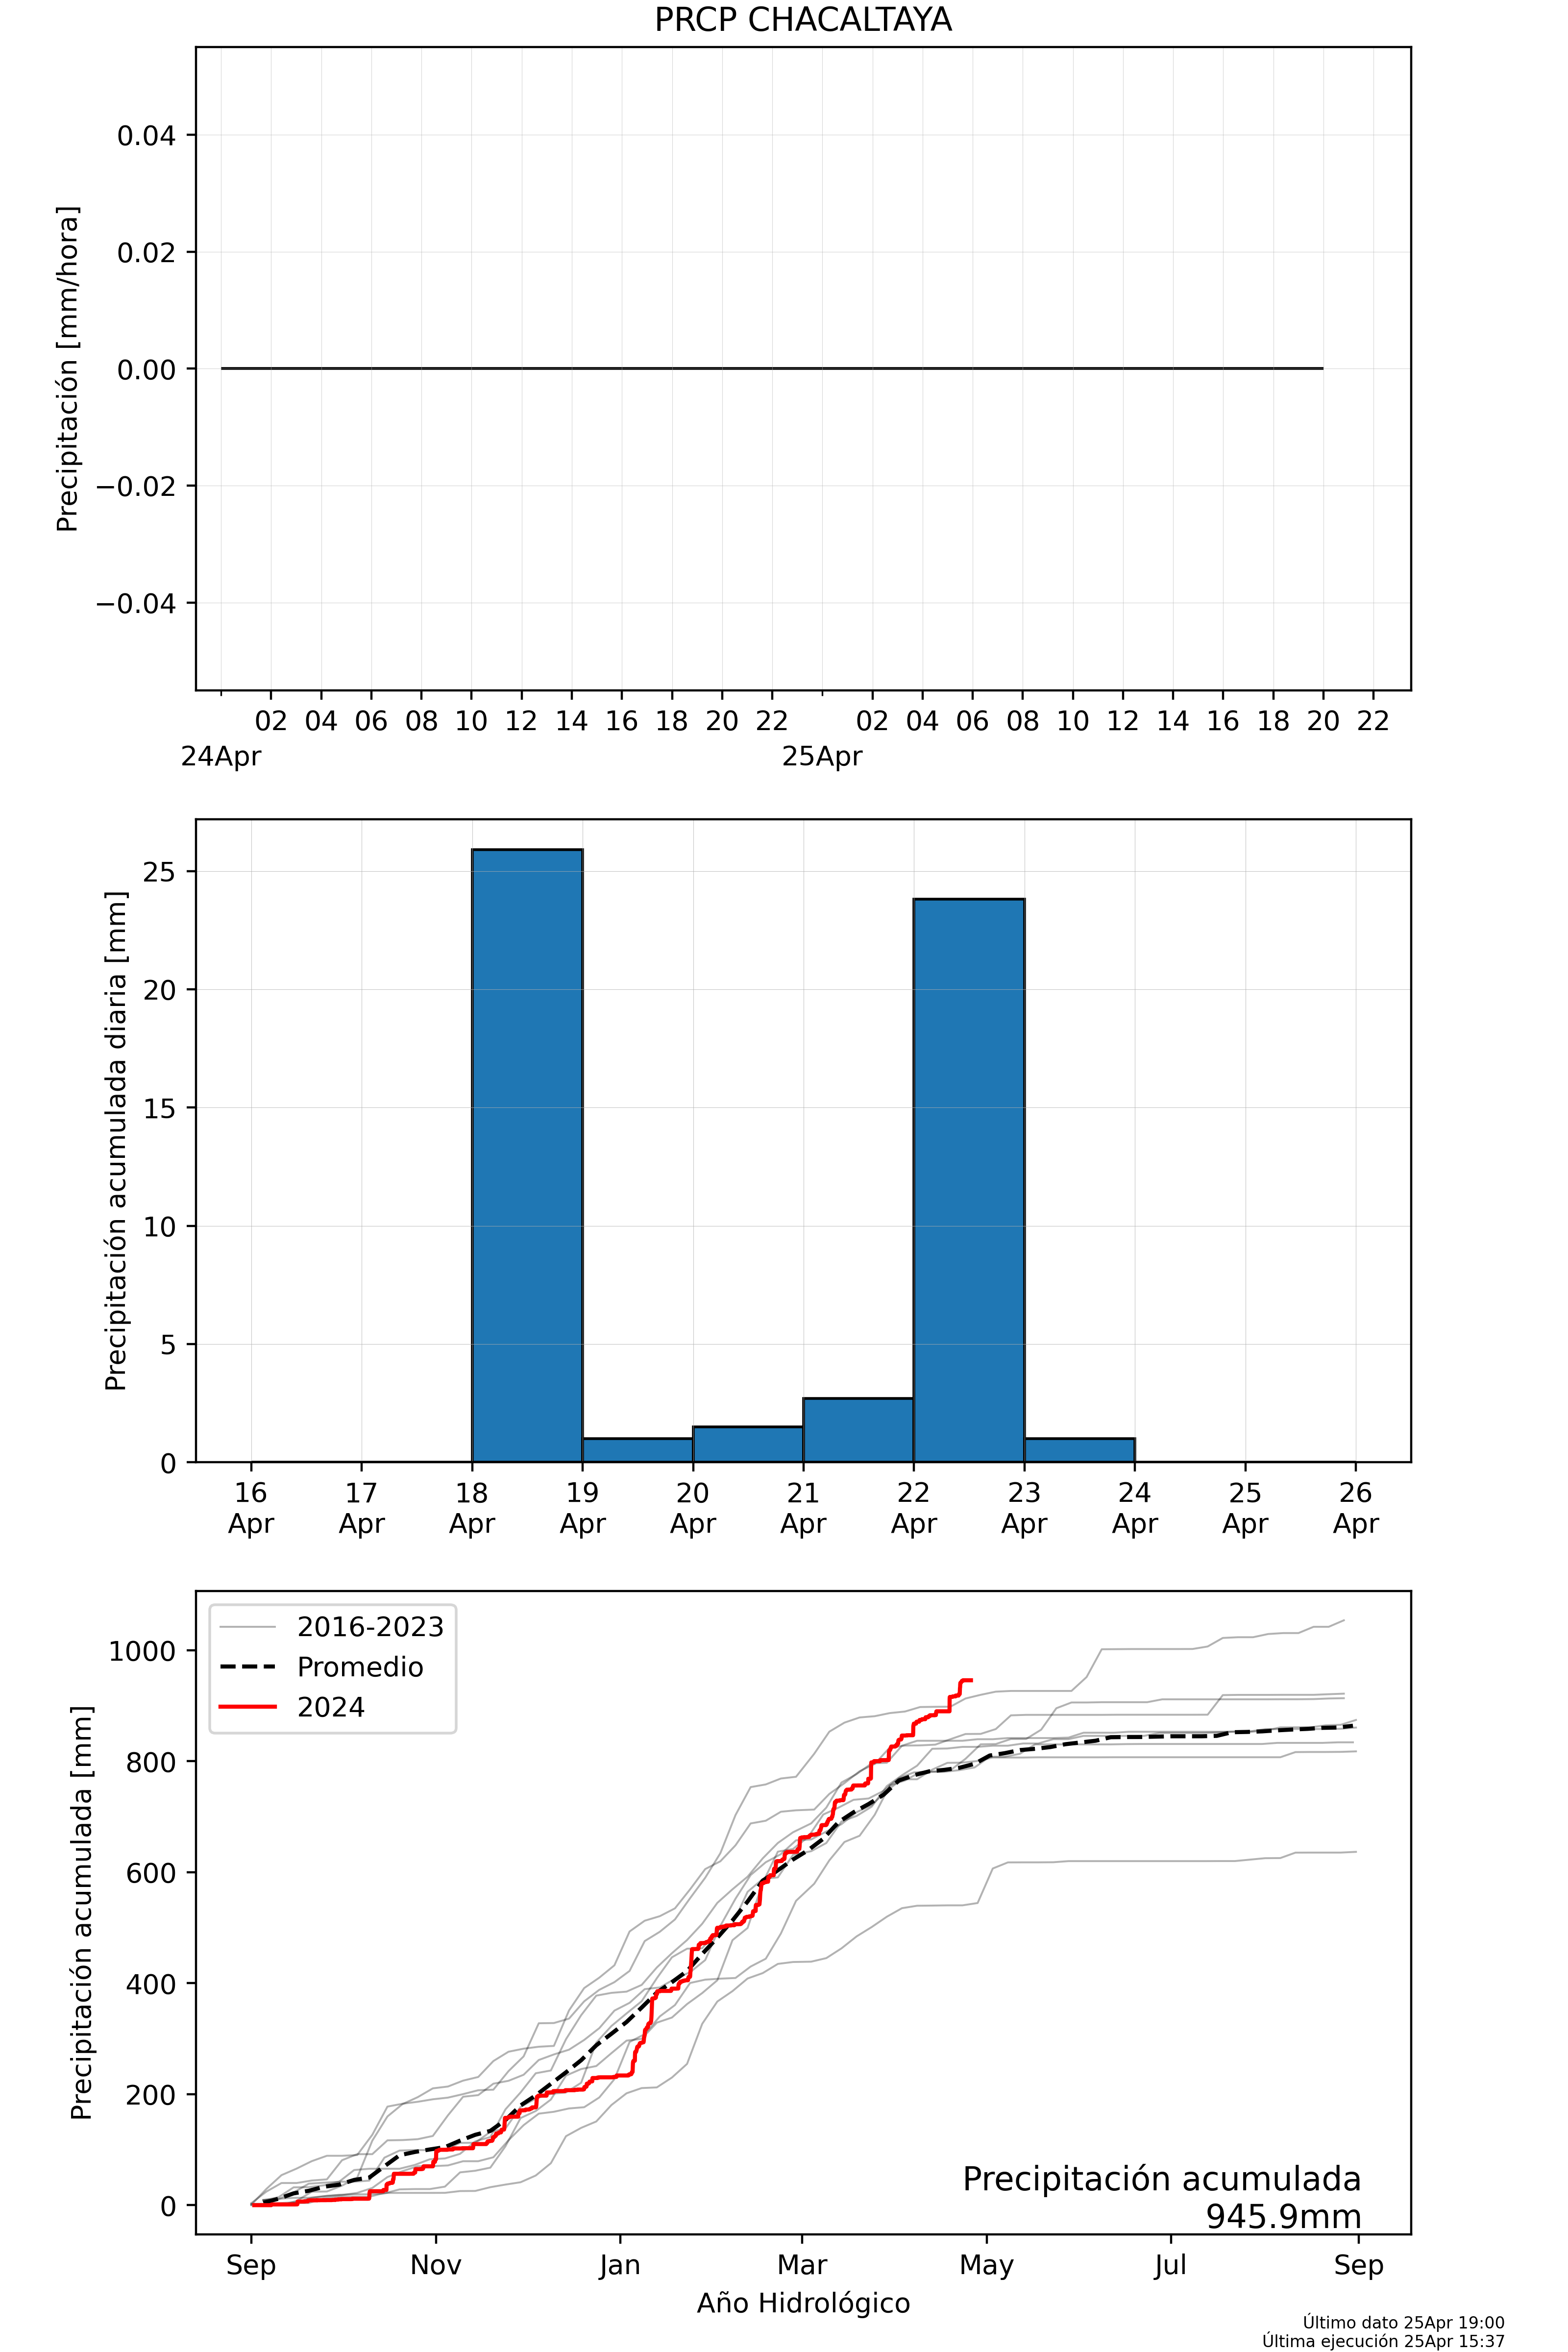 PRCP CHACALTAYA
Precipitación [mm/hora]
0.04
0.02
0.00
−0.02
−0.04
02 04 06 08 10 12 14 16 18 20 22 02 04 06 08 10 12 14 16 18 20 22
24Apr 25Apr
Precipitación acumulada diaria [mm]
25
20
15
10
5
0
16 17 18 19 20 21 22 23 24 25 26
Apr Apr Apr Apr Apr Apr Apr Apr Apr Apr Apr
Precipitación acumulada [mm]
1000
800
600
400
200
0
2016-2023
Promedio
2024
Precipitación acumulada
945.9mm
Sep Nov Jan Mar May Jul Sep
Año Hidrológico
Último dato 25Apr 19:00
Última ejecución 25Apr 15:37